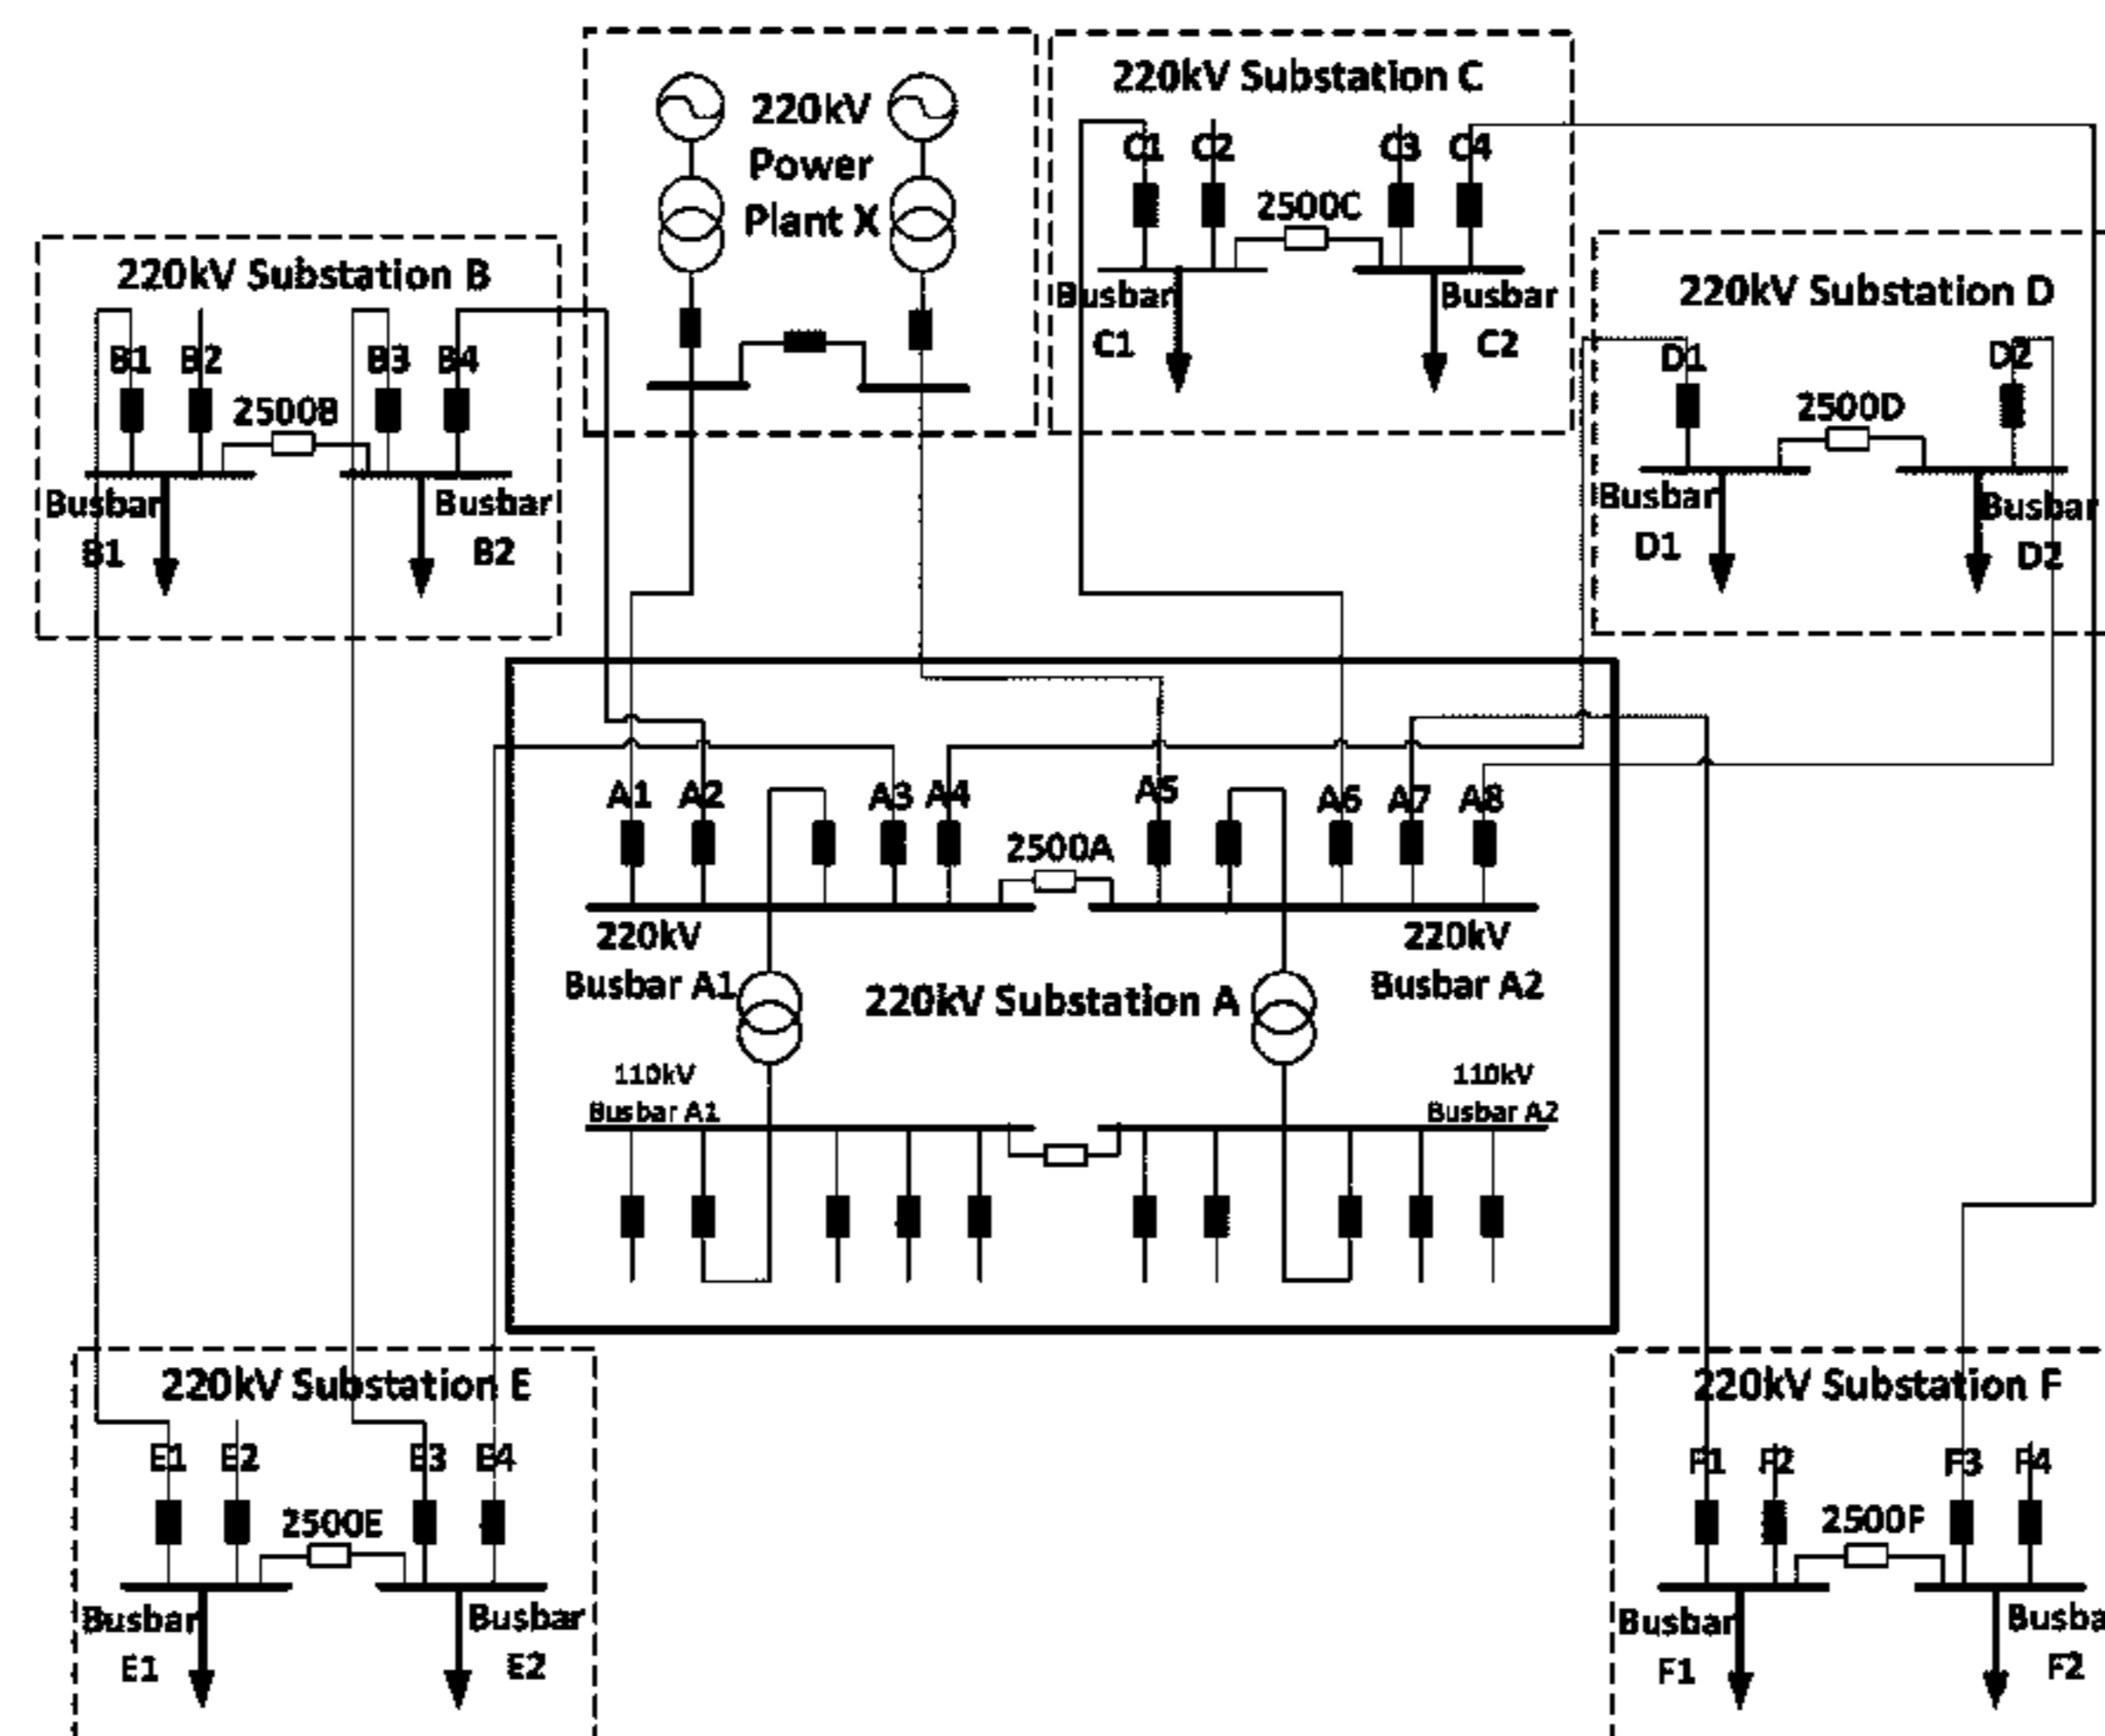 220kV
Power
Plant X
220kV Substation C
C1 C2 C3 C4
2500C
Busbar
C1
Busbar
C2
220kV Substation B
B1 B2 B3 B4
2500B
Busbar
B1
Busbar
B2
220kV Substation D
D1 D2
2500D
Busbar
D1
Busbar
D2
A1 A2 A3 A4 A5 A6 A7 A8
2500A
220kV
Busbar A1
220kV Substation A
220kV
Busbar A2
110kV
Busbar A1
110kV
Busbar A2
220kV Substation E
E1 E2 E3 E4
2500E
Busbar
E1
Busbar
E2
220kV Substation F
F1 F2 F3 F4
2500F
Busbar
F1
Busba
F2